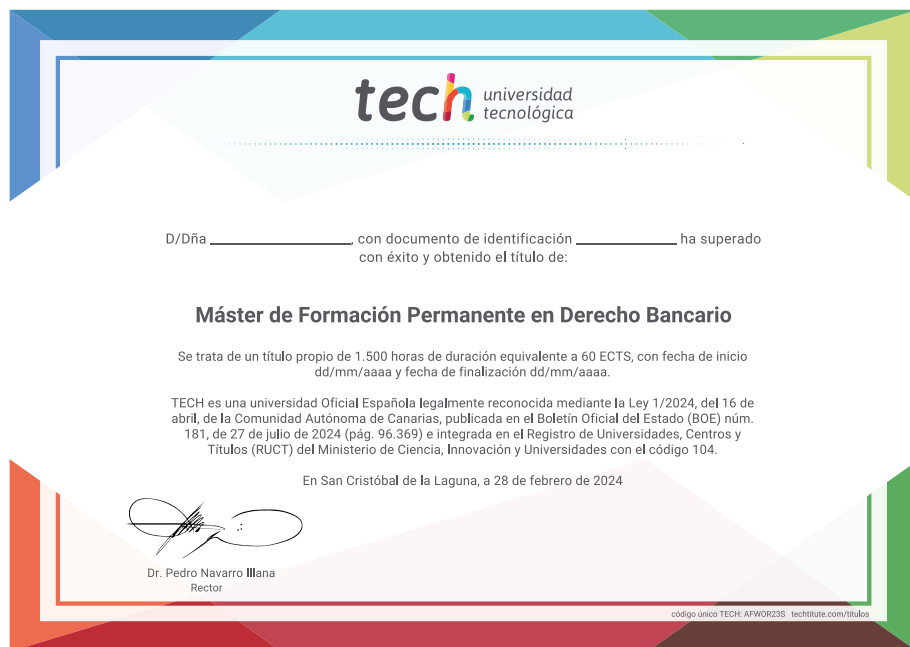 tech universidad
tecnológica
D/Dña ____________________, con documento de identificación ______________ ha superado
con éxito y obtenido el título de:
Máster de Formación Permanente en Derecho Bancario
Se trata de un título propio de 1.500 horas de duración equivalente a 60 ECTS, con fecha de inicio
dd/mm/aaaa y fecha de finalización dd/mm/aaaa.
TECH es una universidad Oficial Española legalmente reconocida mediante la Ley 1/2024, del 16 de
abril, de la Comunidad Autónoma de Canarias, publicada en el Boletín Oficial del Estado (BOE) núm.
181, de 27 de julio de 2024 (pág. 96.369) e integrada en el Registro de Universidades, Centros y
Títulos (RUCT) del Ministerio de Ciencia, Innovación y Universidades con el código 104.
En San Cristóbal de la Laguna, a 28 de febrero de 2024
Dr. Pedro Navarro Illana
Rector
código único TECH: AFWOR23S techtitute.com/titulos